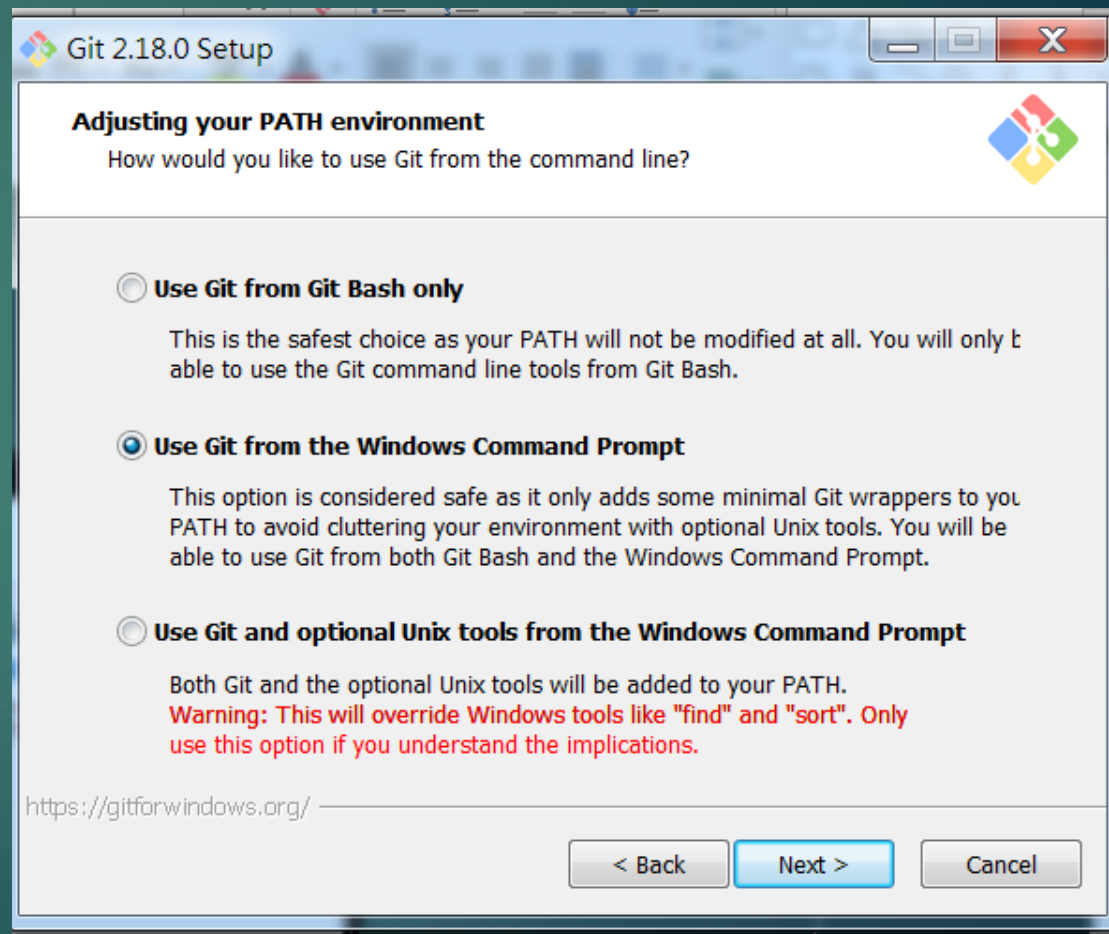 Git 2.18.0 Setup
Adjusting your PATH environment
How would you like to use Git from the command line?
Use Git from Git Bash only
This is the safest choice as your PATH will not be modified at all. You will only b
able to use the Git command line tools from Git Bash.
Use Git from the Windows Command Prompt
This option is considered safe as it only adds some minimal Git wrappers to you
PATH to avoid cluttering your environment with optional Unix tools. You will be
able to use Git from both Git Bash and the Windows Command Prompt.
Use Git and optional Unix tools from the Windows Command Prompt
Both Git and the optional Unix tools will be added to your PATH.
Warning: This will override Windows tools like "find" and "sort". Only
use this option if you understand the implications.
https://gitforwindows.org/
< Back Next > Cancel